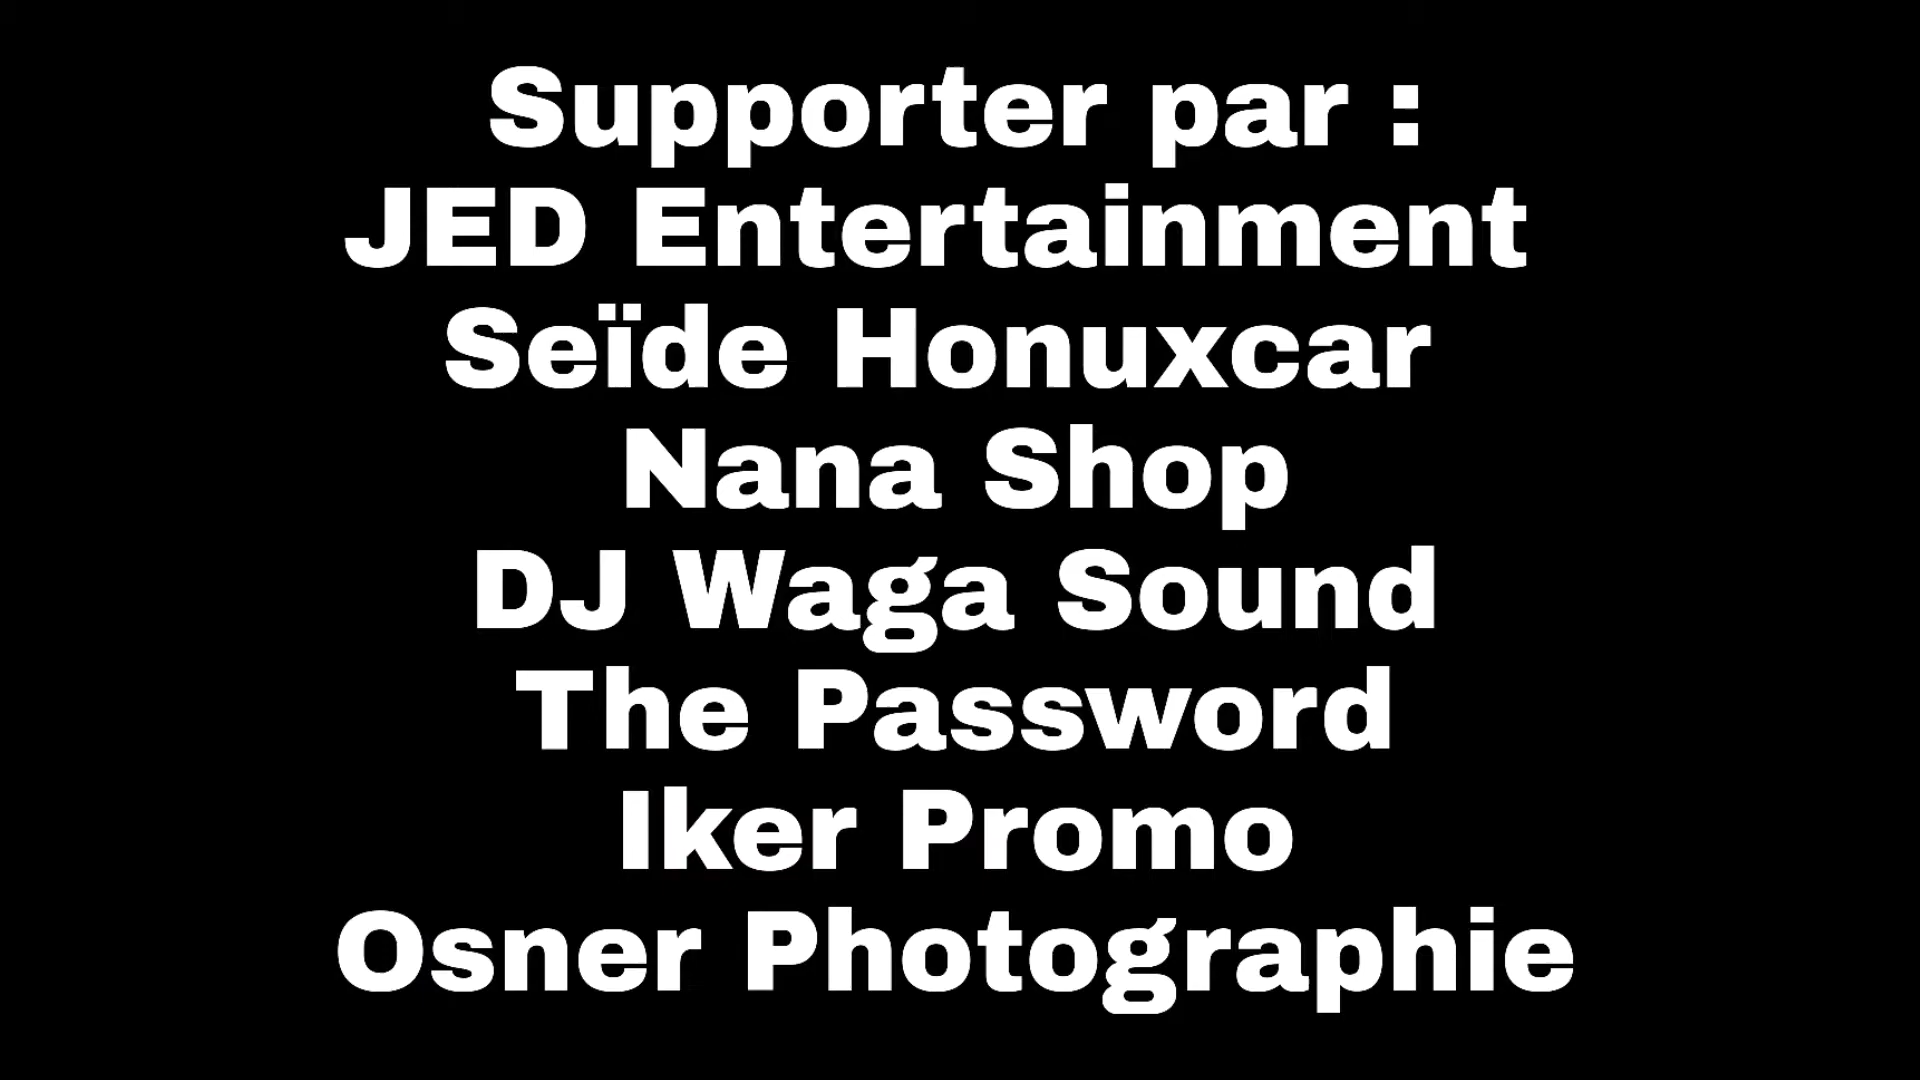 Supporter par :
JED Entertainment
Seïde Honuxcar
Nana Shop
DJ Waga Sound
The Password
Iker Promo
Osner Photographie